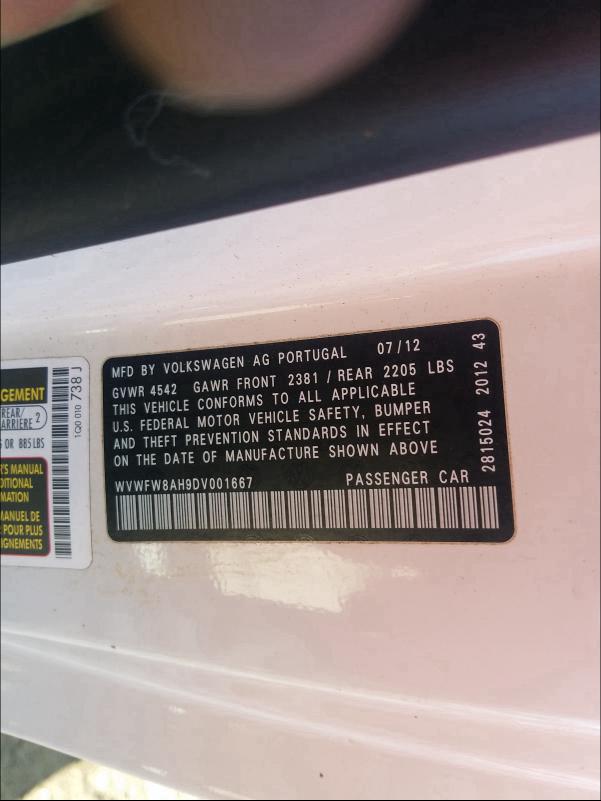 NGEMENT
REAR/
ARRIERE 2
OR 885 LBS
R'S MANUAL
DITIONAL
MATION
MANUEL DE
POUR PLUS
IGNEMENTS
1Q0 010 738 J
MFD BY VOLKSWAGEN AG PORTUGAL 07/12
GVWR 4542 GAWR FRONT 2381 / REAR 2205 LBS
THIS VEHICLE CONFORMS TO ALL APPLICABLE
U.S. FEDERAL MOTOR VEHICLE SAFETY, BUMPER
AND THEFT PREVENTION STANDARDS IN EFFECT
ON THE DATE OF MANUFACTURE SHOWN ABOVE
WVWFW8AH9DV001667 PASSENGER CAR
2815024 2012 43